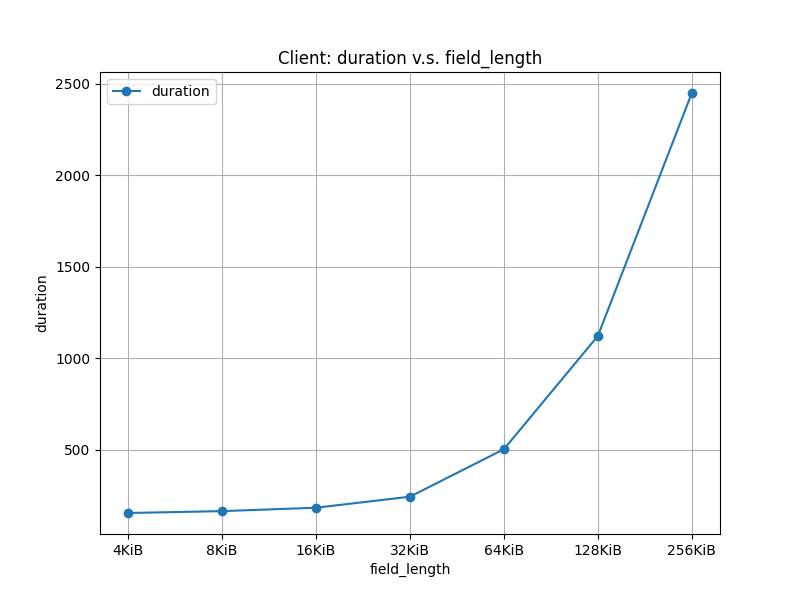 Client: duration v.s. field_length
duration
2500
2000
1500
1000
500
duration
4KiB 8KiB 16KiB 32KiB 64KiB 128KiB 256KiB
field_length